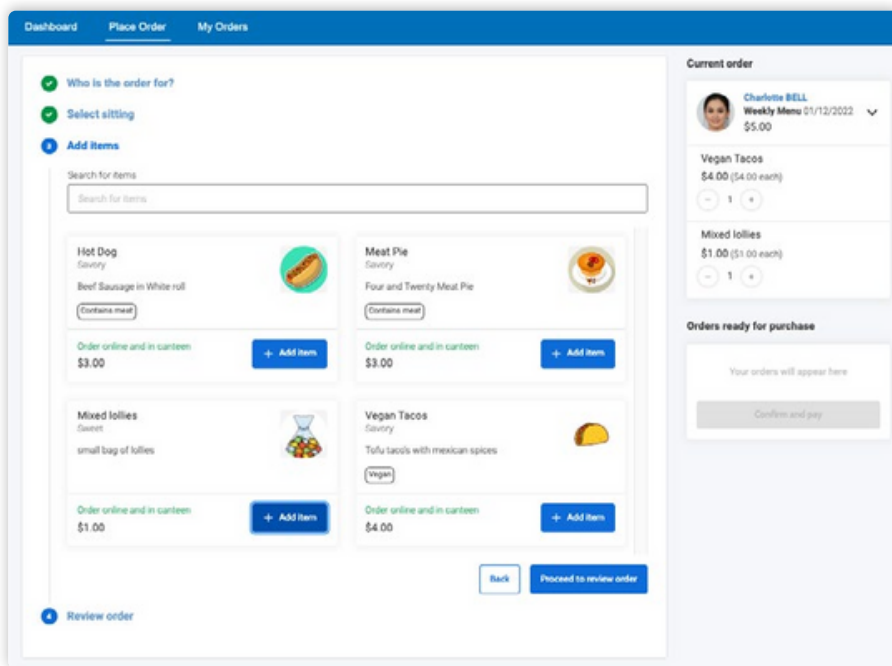 Dashboard Place Order My Orders
Who is the order for?
Select sitting
3 Add items
Search for items
Search for items
Hot Dog
Savory
Beef Sausage in White roll
Contains meat
Order online and in canteen
$3.00
+ Add item
Meat Pie
Savory
Four and Twenty Meat Pie
Contains meat
Order online and in canteen
$3.00
+ Add item
Mixed lollies
Sweet
small bag of lollies
Order online and in canteen
$1.00
+ Add item
Vegan Tacos
Savory
Tofu taco's with mexican spices
Vegan
Order online and in canteen
$4.00
+ Add item
Back
Proceed to review order
4 Review order
Current order
Charlotte BELL
Weekly Menu 01/12/2022
$5.00
Vegan Tacos
$4.00 ($4.00 each)
- 1 +
Mixed lollies
$1.00 ($1.00 each)
- 1 +
Orders ready for purchase
Your orders will appear here
Confirm and pay